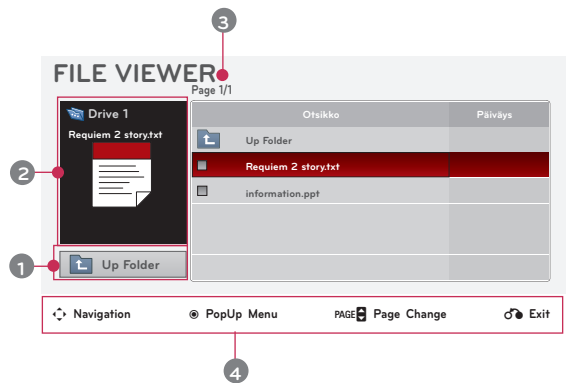 3
FILE VIEWER
Page 1/1
Drive 1
Requiem 2 story.txt
Otsikko Päiväys
Up Folder
Requiem 2 story.txt
information.ppt
2
1
Up Folder
Navigation PopUp Menu PAGE Page Change Exit
4